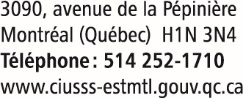 3090, avenue de la Pépinière
Montréal (Québec)  H1N 3N4
Téléphone : 514 252-1710
www.ciusss-estmtl.gouv.qc.ca